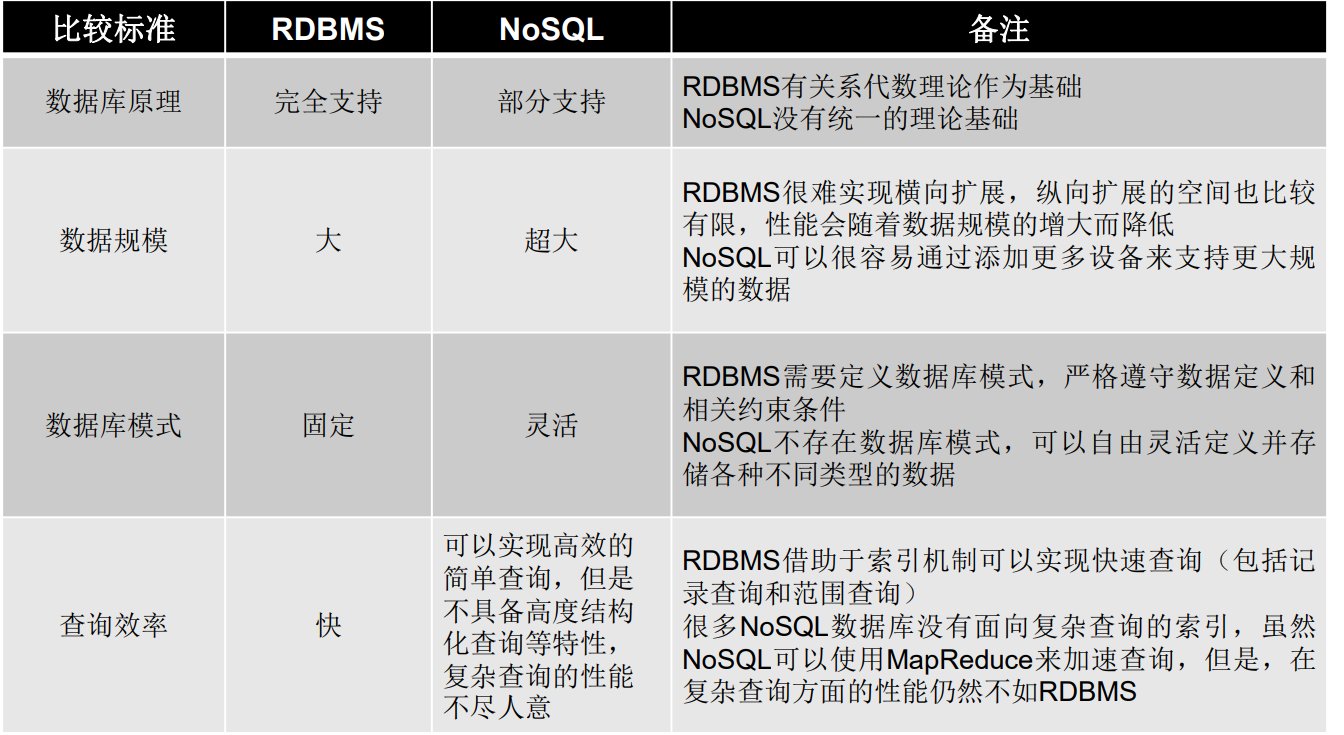 比较标准 RDBMS NoSQL 备注
数据库原理 完全支持 部分支持
RDBMS有关系代数理论作为基础
NoSQL没有统一的理论基础
数据规模 大 超大
RDBMS很难实现横向扩展，纵向扩展的空间也比较
有限，性能会随着数据规模的增大而降低
NoSQL可以很容易通过添加更多设备来支持更大规
模的数据
数据库模式 固定 灵活
RDBMS需要定义数据库模式，严格遵守数据定义和
相关约束条件
NoSQL不存在数据库模式，可以自由灵活定义并存
储各种不同类型的数据
查询效率 快
可以实现高效的
简单查询，但是
不具备高度结构
化查询等特性，
复杂查询的性能
不尽人意
RDBMS借助于索引机制可以实现快速查询（包括记
录查询和范围查询）
很多NoSQL数据库没有面向复杂查询的索引，虽然
NoSQL可以使用MapReduce来加速查询，但是，在
复杂查询方面的性能仍然不如RDBMS